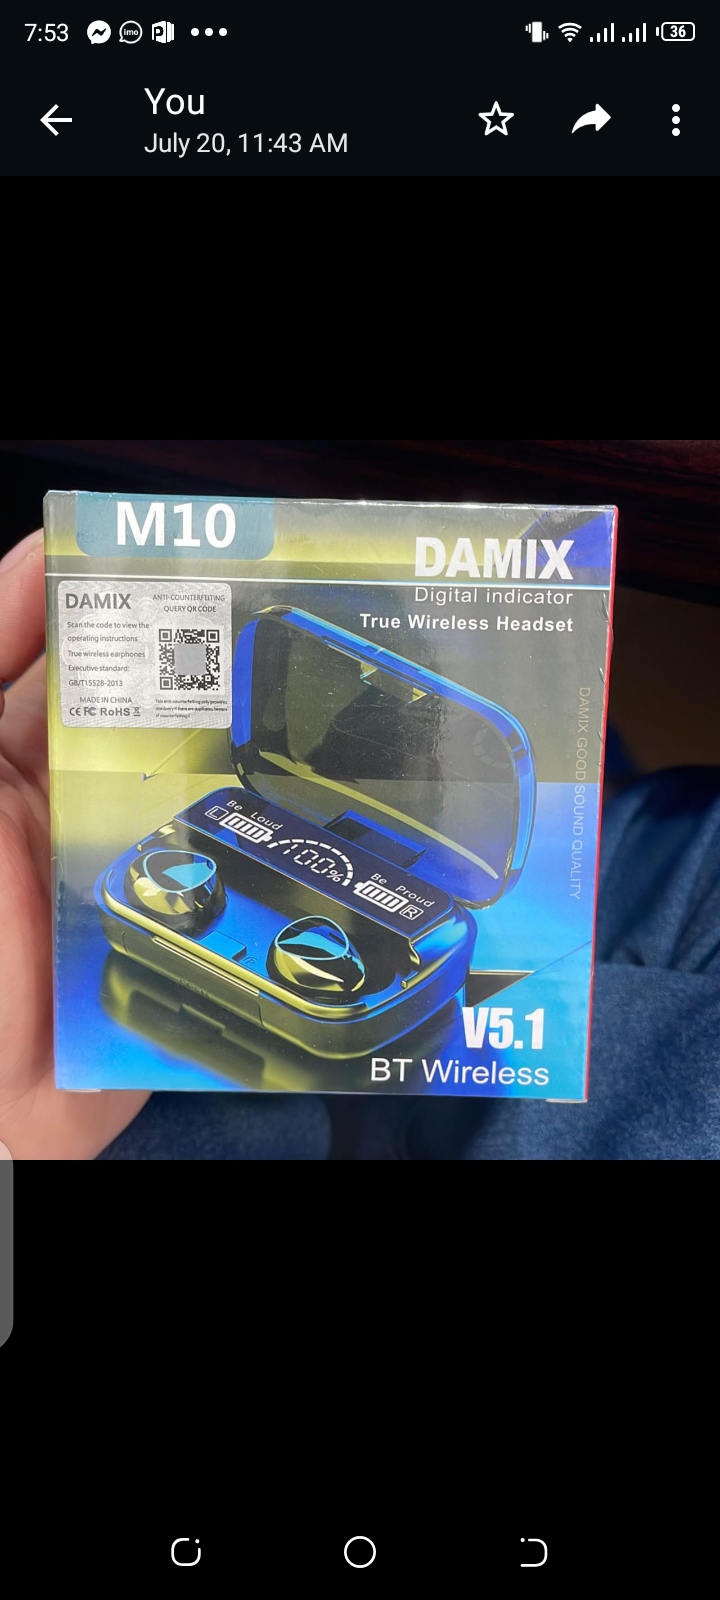 7:53
imo
36
You
July 20, 11:43 AM
M10
DAMIX
Digital indicator
True Wireless Headset
DAMIX
ANTI-COUNTERFEITING
QUERY QR CODE
Scan the code to view the
operating instructions
True wireless earphones
Executive standard:
GB/T15528-2013
MADE IN CHINA
CE FC RoHS
DAMIX GOOD SOUND QUALITY
Be Loud
L
100%
Be Proud
R
V5.1
BT Wireless